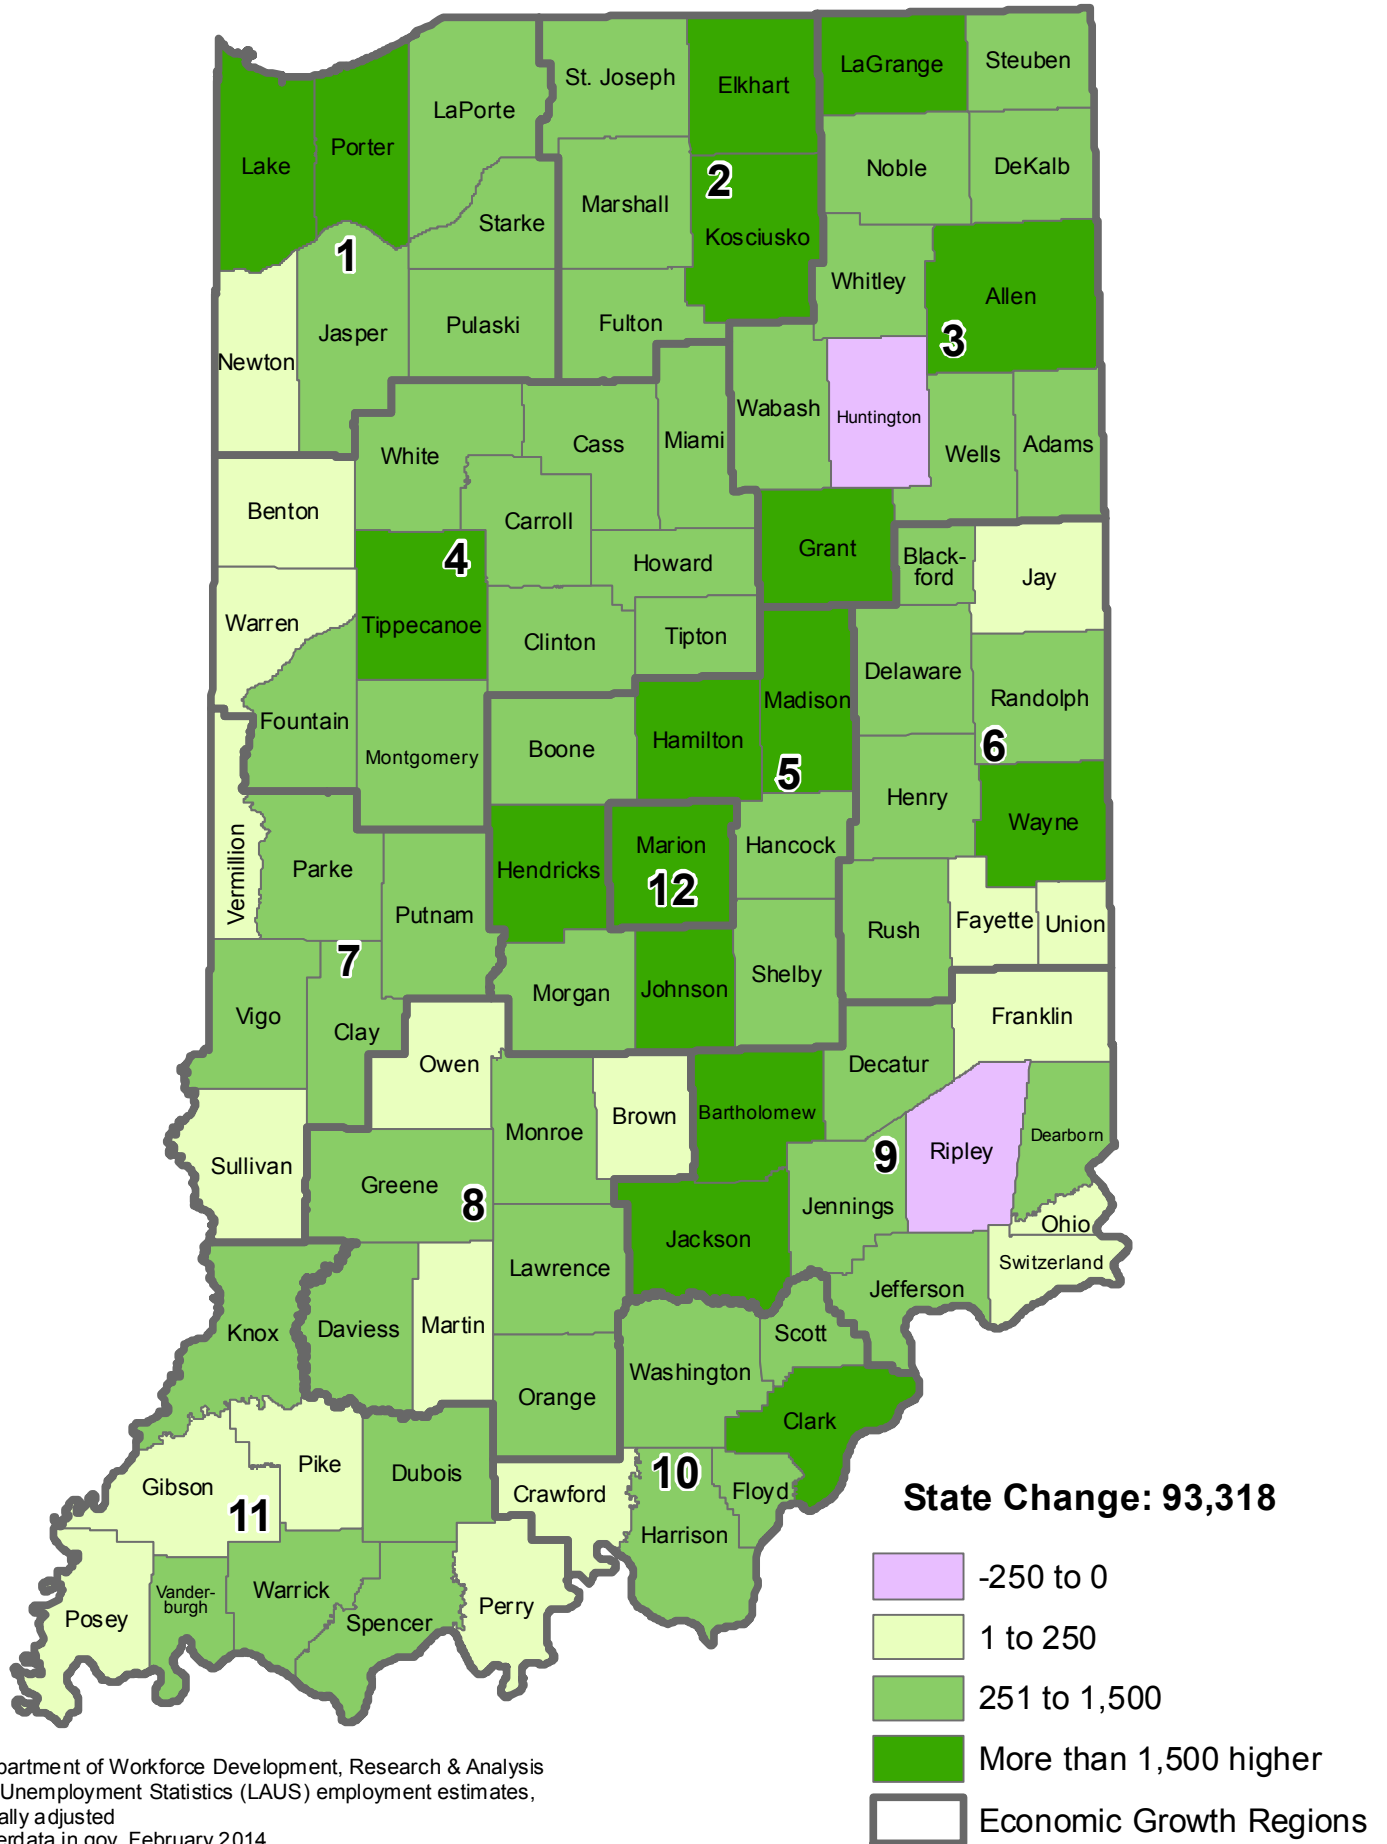 Steuben
LaGrange
St. Joseph
Elkhart
LaPorte
Porter
Lake
Noble
DeKalb
2
Marshall
Starke
Kosciusko
1
Whitley
Allen
Fulton
Pulaski
Jasper
3
Newton
Wabash
Huntington
Miami
Cass
White
Wells
Adams
Benton
Carroll
Grant
4
Howard
Black-
ford
Jay
Warren
Tippecanoe
Clinton
Tipton
Delaware
Madison
Randolph
Fountain
Hamilton
Boone
6
Montgomery
5
Henry
Wayne
Marion
Hancock
Vermillion
Parke
Hendricks
12
Putnam
Rush
Fayette
Union
7
Shelby
Morgan
Johnson
Vigo
Clay
Franklin
Owen
Decatur
Brown
Bartholomew
Monroe
Dearborn
Ripley
9
Sullivan
Greene
8
Jennings
Ohio
Jackson
Lawrence
Switzerland
Jefferson
Knox
Daviess
Martin
Scott
Washington
Orange
Clark
Pike
Dubois
10
Gibson
Crawford
Floyd
11
Harrison
Vander-
burgh
Warrick
Posey
Spencer
Perry
State Change: 93,318
-250 to 0
1 to 250
251 to 1,500
More than 1,500 higher
Economic Growth Regions
partment of Workforce Development, Research & Analysis
Unemployment Statistics (LAUS) employment estimates,
ally adjusted
erdata.in.gov, February 2014